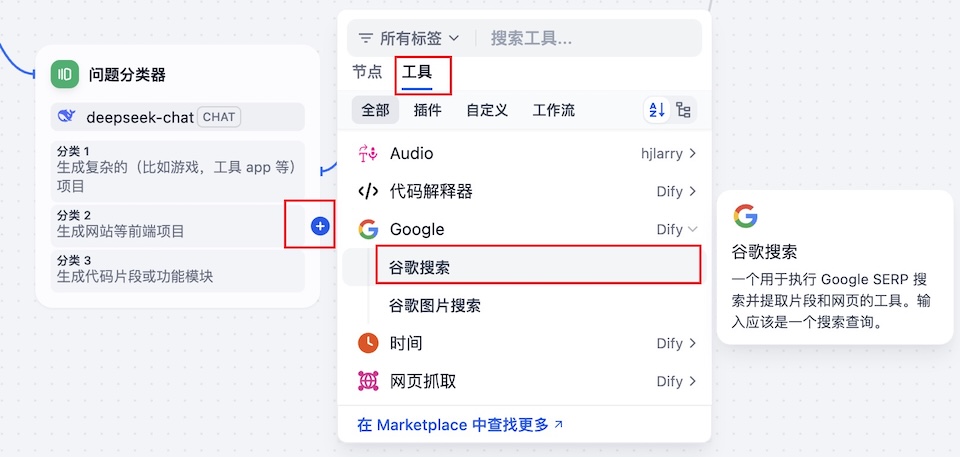 问题分类器
deepseek-chat CHAT
分类 1
生成复杂的（比如游戏，工具 app 等）
项目
分类 2
生成网站等前端项目
分类 3
生成代码片段或功能模块
所有标签 搜索工具...
节点 工具
全部 插件 自定义 工作流
Audio hjlarry
代码解释器 Dify
Google Dify
谷歌搜索
谷歌图片搜索
时间 Dify
网页抓取 Dify
在 Marketplace 中查找更多
谷歌搜索
一个用于执行 Google SERP 搜
索并提取片段和网页的工具。输
入应该是一个搜索查询。